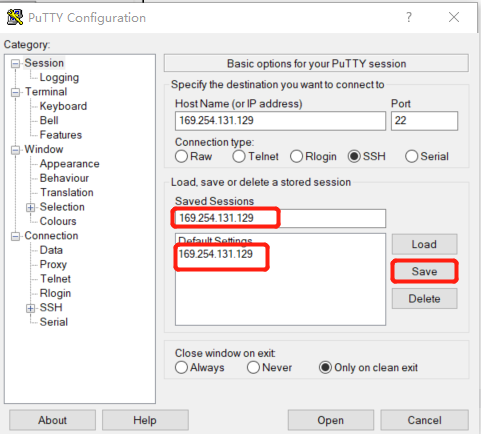 PuTTY Configuration
?
Category:
Session
Logging
Terminal
Keyboard
Bell
Features
Window
Appearance
Behaviour
Translation
Selection
Colours
Connection
Data
Proxy
Telnet
Rlogin
SSH
Serial
Basic options for your PuTTY session
Specify the destination you want to connect to
Host Name (or IP address) Port
169.254.131.129 22
Connection type:
Raw Telnet Rlogin SSH Serial
Load, save or delete a stored session
Saved Sessions
169.254.131.129
Default Settings
169.254.131.129
Load
Save
Delete
Close window on exit:
Always Never Only on clean exit
About Help Open Cancel